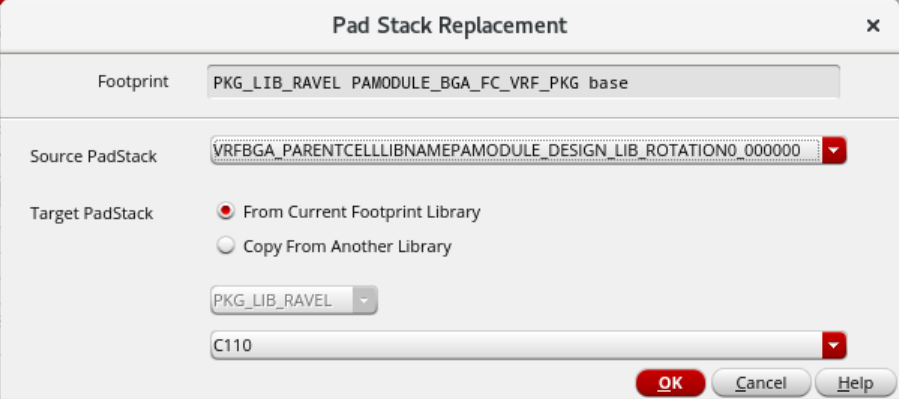 Pad Stack Replacement
Footprint PKG_LIB_RAVEL PAMODULE_BGA_FC_VRF_PKG base
Source PadStack VRFBGA_PARENTCELLLIBNAMEPAMODULE_DESIGN_LIB_ROTATION0_000000
Target PadStack From Current Footprint Library
Copy From Another Library
PKG_LIB_RAVEL
C110
OK Cancel Help